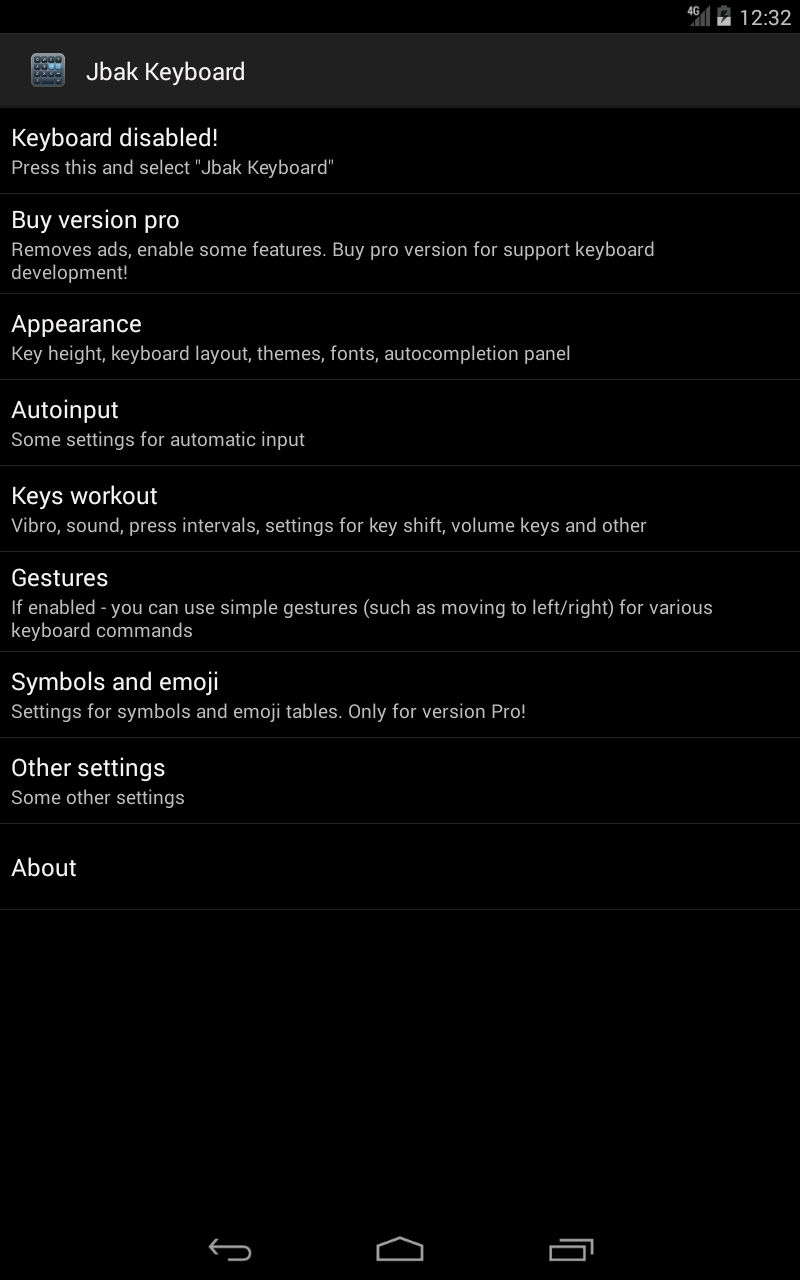 4G 12:32
Jbak Keyboard
Keyboard disabled!
Press this and select "Jbak Keyboard"
Buy version pro
Removes ads, enable some features. Buy pro version for support keyboard
development!
Appearance
Key height, keyboard layout, themes, fonts, autocompletion panel
Autoinput
Some settings for automatic input
Keys workout
Vibro, sound, press intervals, settings for key shift, volume keys and other
Gestures
If enabled - you can use simple gestures (such as moving to left/right) for various
keyboard commands
Symbols and emoji
Settings for symbols and emoji tables. Only for version Pro!
Other settings
Some other settings
About